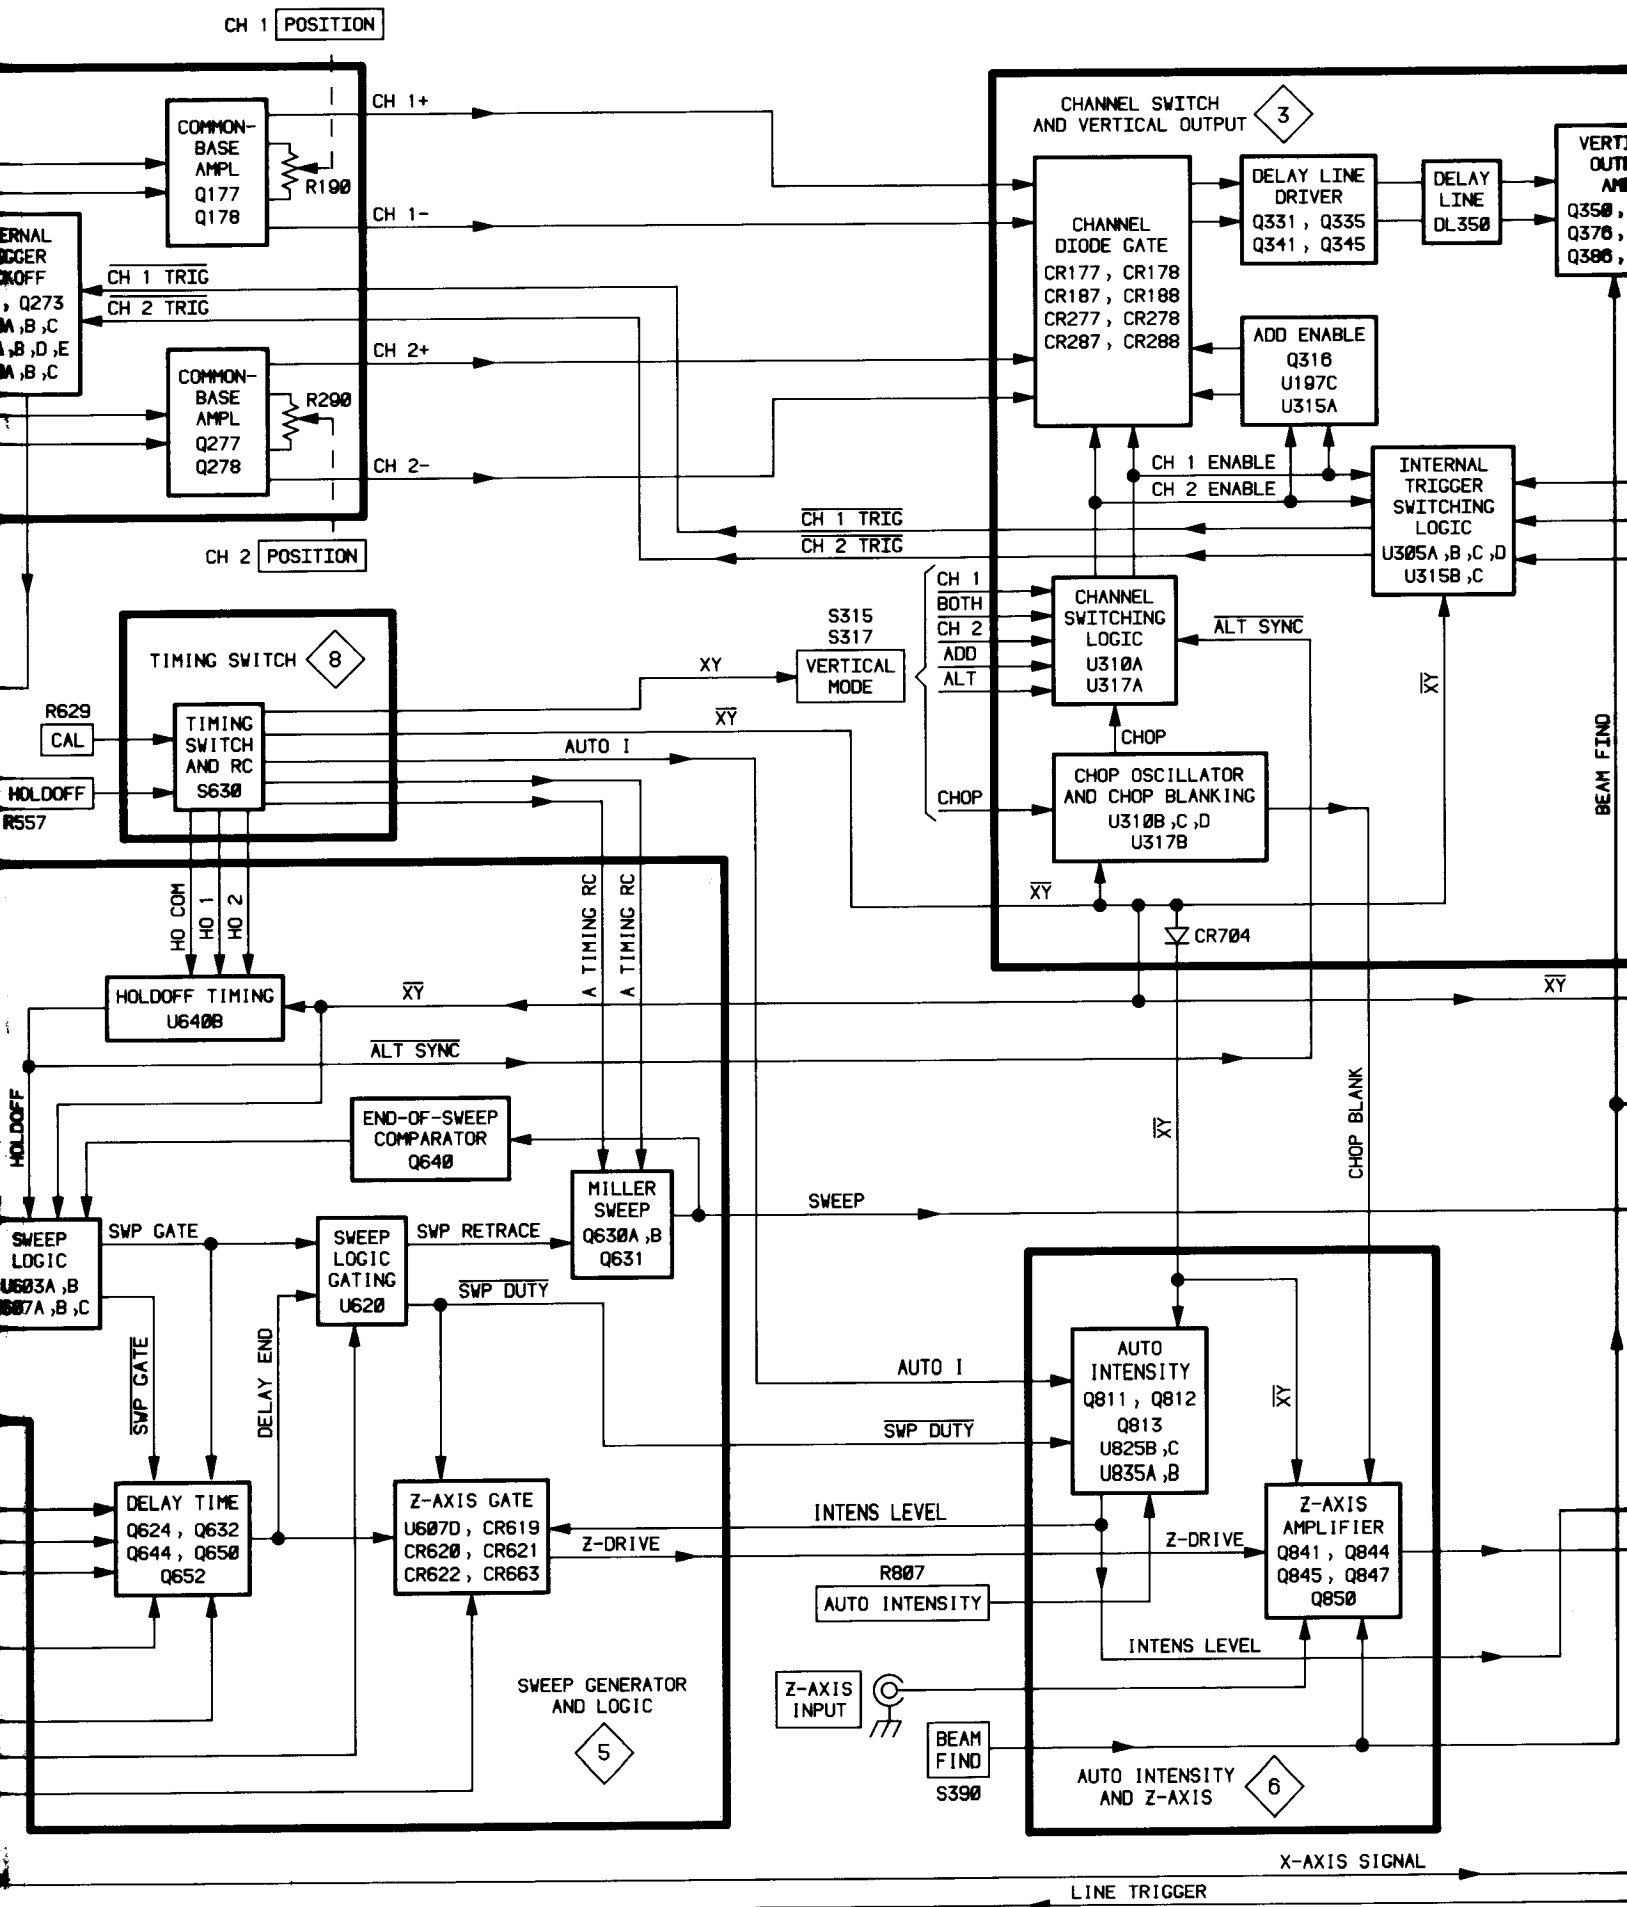 CH 1 POSITION
COMMON-
BASE
AMPL
Q177
Q178
R190
CH 1+
CH 1-
CH 1 TRIG
CH 2 TRIG
, Q273
,B ,C
,B ,D ,E
A ,B ,C
COMMON-
BASE
AMPL
Q277
Q278
R290
CH 2+
CH 2-
CH 2 POSITION
CHANNEL SWITCH
AND VERTICAL OUTPUT
3
CHANNEL
DIODE GATE
CR177, CR178
CR187, CR188
CR277, CR278
CR287, CR288
DELAY LINE
DRIVER
Q331, Q335
Q341, Q345
DELAY
LINE
DL350
Q350,
Q376,
Q386,
ADD ENABLE
Q316
U197C
U315A
CH 1 ENABLE
CH 2 ENABLE
INTERNAL
TRIGGER
SWITCHING
LOGIC
U305A ,B ,C ,D
U315B ,C
CH 1 TRIG
CH 2 TRIG
CH 1
BOTH
CH 2
ADD
ALT
CHANNEL
SWITCHING
LOGIC
U310A
U317A
ALT SYNC
XY
S315
S317
VERTICAL
MODE
CHOP
CHOP
CHOP OSCILLATOR
AND CHOP BLANKING
U310B ,C ,D
U317B
XY
CR704
BEAM FIND
TIMING SWITCH
8
R629
CAL
HOLDOFF
R557
TIMING
SWITCH
AND RC
S630
XY
XY
AUTO I
HO COM
HO 1
HO 2
A TIMING RC
A TIMING RC
HOLDOFF TIMING
U640B
XY
XY
ALT SYNC
HOLDOFF
END-OF-SWEEP
COMPARATOR
Q640
XY
CHOP BLANK
MILLER
SWEEP
Q630A ,B
Q631
SWEEP
SWEEP
LOGIC
U603A ,B
,B ,C
SWP GATE
SWEEP
LOGIC
GATING
U620
SWP RETRACE
SWP DUTY
SWP GATE
DELAY END
AUTO I
SWP DUTY
AUTO
INTENSITY
Q811, Q812
Q813
U825B ,C
U835A ,B
XY
DELAY TIME
Q624, Q632
Q644, Q650
Q652
Z-AXIS GATE
U607D, CR619
CR620, CR621
CR622, CR663
INTENS LEVEL
Z-DRIVE
Z-DRIVE
Z-AXIS
AMPLIFIER
Q841, Q844
Q845, Q847
Q850
R807
AUTO INTENSITY
INTENS LEVEL
Z-AXIS
INPUT
BEAM
FIND
S390
SWEEP GENERATOR
AND LOGIC
5
AUTO INTENSITY
AND Z-AXIS
6
X-AXIS SIGNAL
LINE TRIGGER